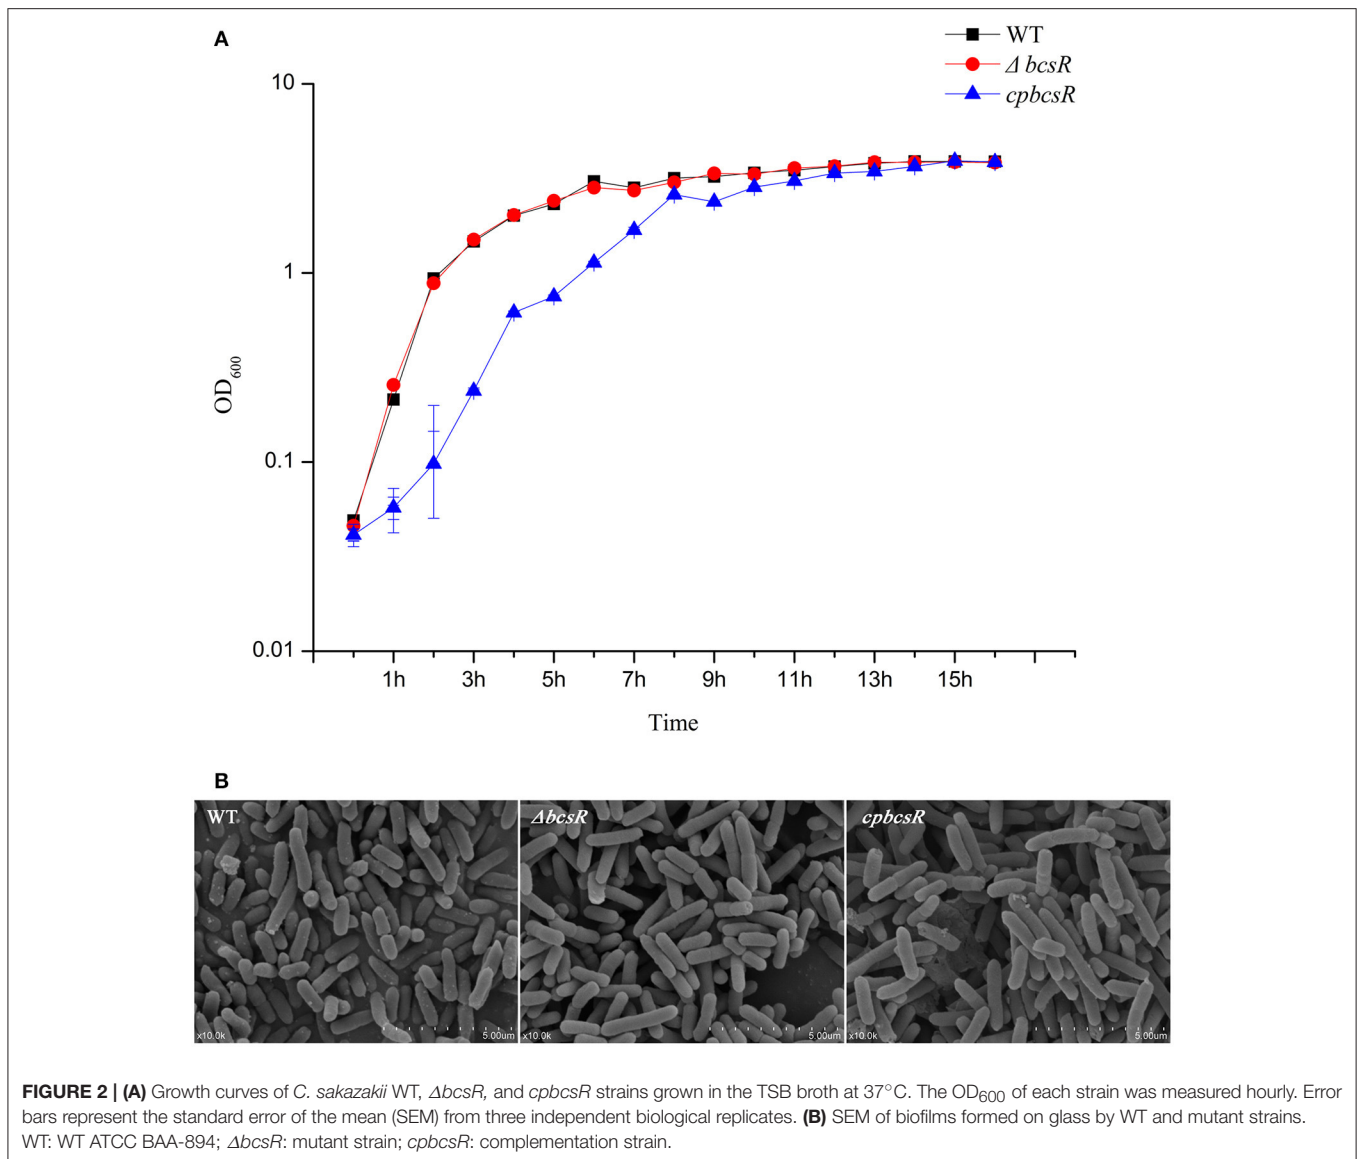 A
WT
Δ bcsR
cpbcsR
10
1
0.1
0.01
OD600
1h 3h 5h 7h 9h 11h 13h 15h
Time
B
WT
ΔbcsR
cpbcsR
x10.0k 5.00um
x10.0k 5.00um
x10.0k 5.00um
FIGURE 2 | (A) Growth curves of C. sakazakii WT, ΔbcsR, and cpbcsR strains grown in the TSB broth at 37°C. The OD600 of each strain was measured hourly. Error
bars represent the standard error of the mean (SEM) from three independent biological replicates. (B) SEM of biofilms formed on glass by WT and mutant strains.
WT: WT ATCC BAA-894; ΔbcsR: mutant strain; cpbcsR: complementation strain.